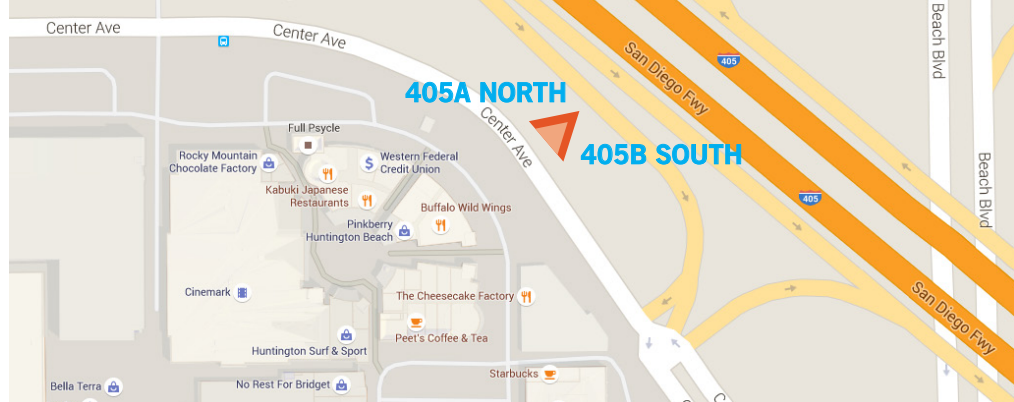 Center Ave
Center Ave
Beach Blvd
San Diego Fwy
405
405A NORTH
Center Ave
405B SOUTH
Full Psycle
Rocky Mountain
Chocolate Factory
Western Federal
Credit Union
Kabuki Japanese
Restaurants
Beach Blvd
405
Buffalo Wild Wings
Pinkberry
Huntington Beach
Cinemark
The Cheesecake Factory
San Diego Fwy
Peet's Coffee & Tea
Huntington Surf & Sport
Starbucks
Bella Terra
No Rest For Bridget